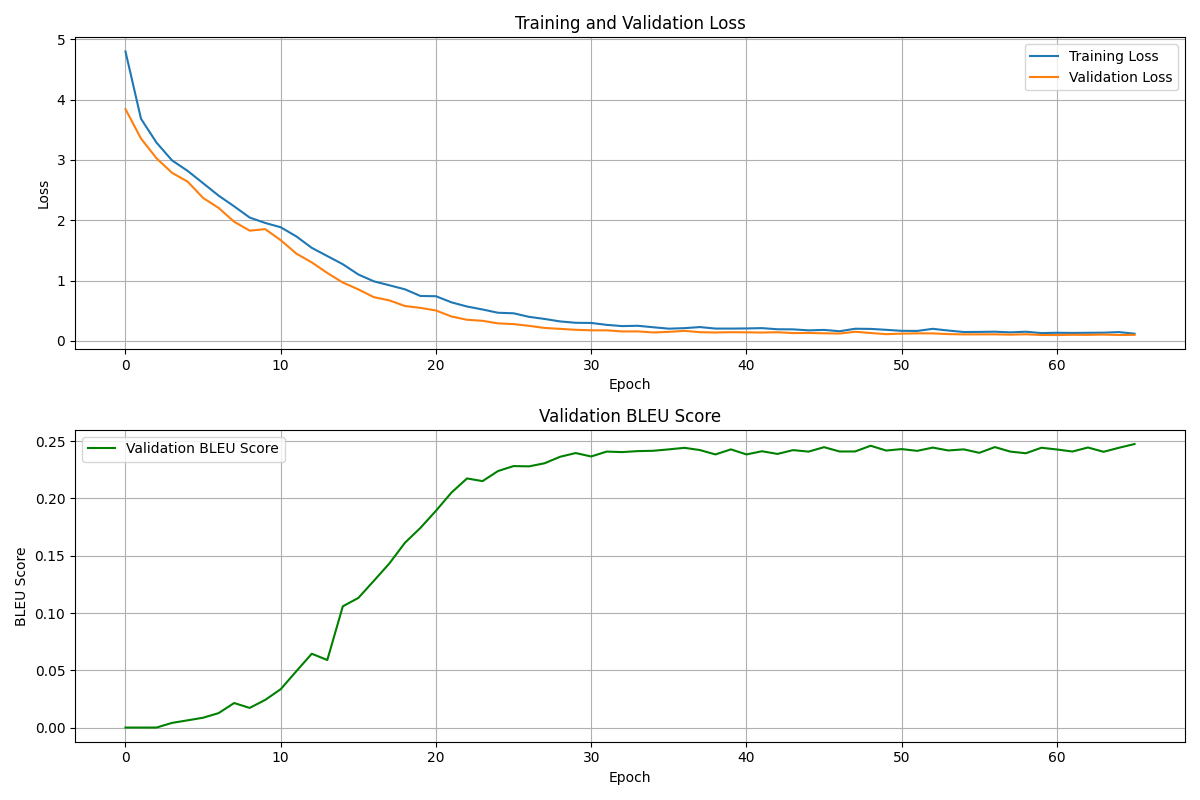 Training and Validation Loss
5
4
3
2
1
0
Loss
Training Loss
Validation Loss
0 10 20 30 40 50 60
Epoch
Validation BLEU Score
0.25
0.20
0.15
0.10
0.05
0.00
BLEU Score
Validation BLEU Score
0 10 20 30 40 50 60
Epoch